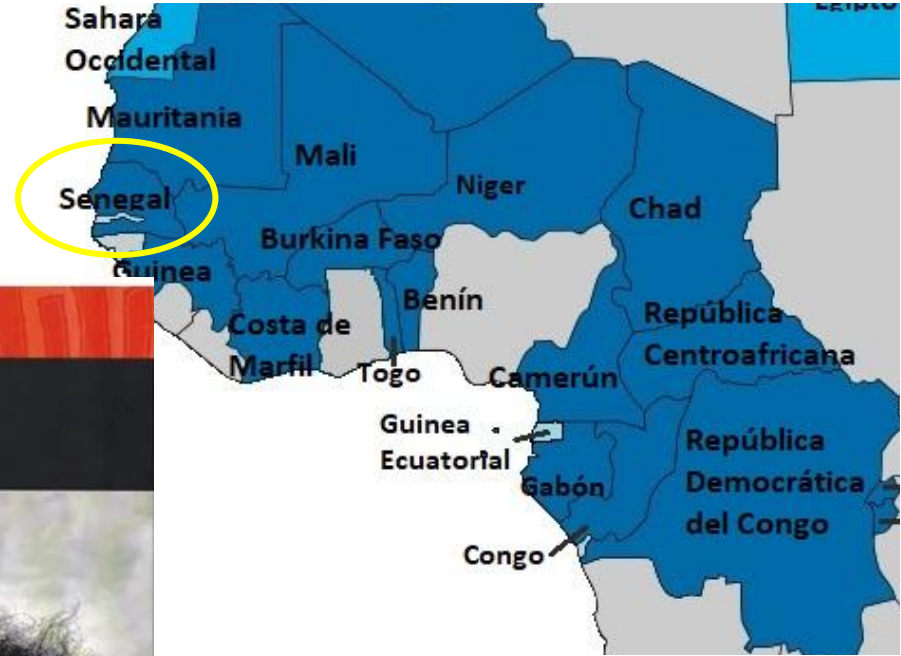 Sahara
Occidental
Mauritania
Mali
Niger
Chad
Senegal
Burkina Faso
Guinea
Benín
Costa de
Marfil
Togo
Camerún
República
Centroafricana
Guinea
Ecuatorial
Gabón
República
Democrática
del Congo
Congo